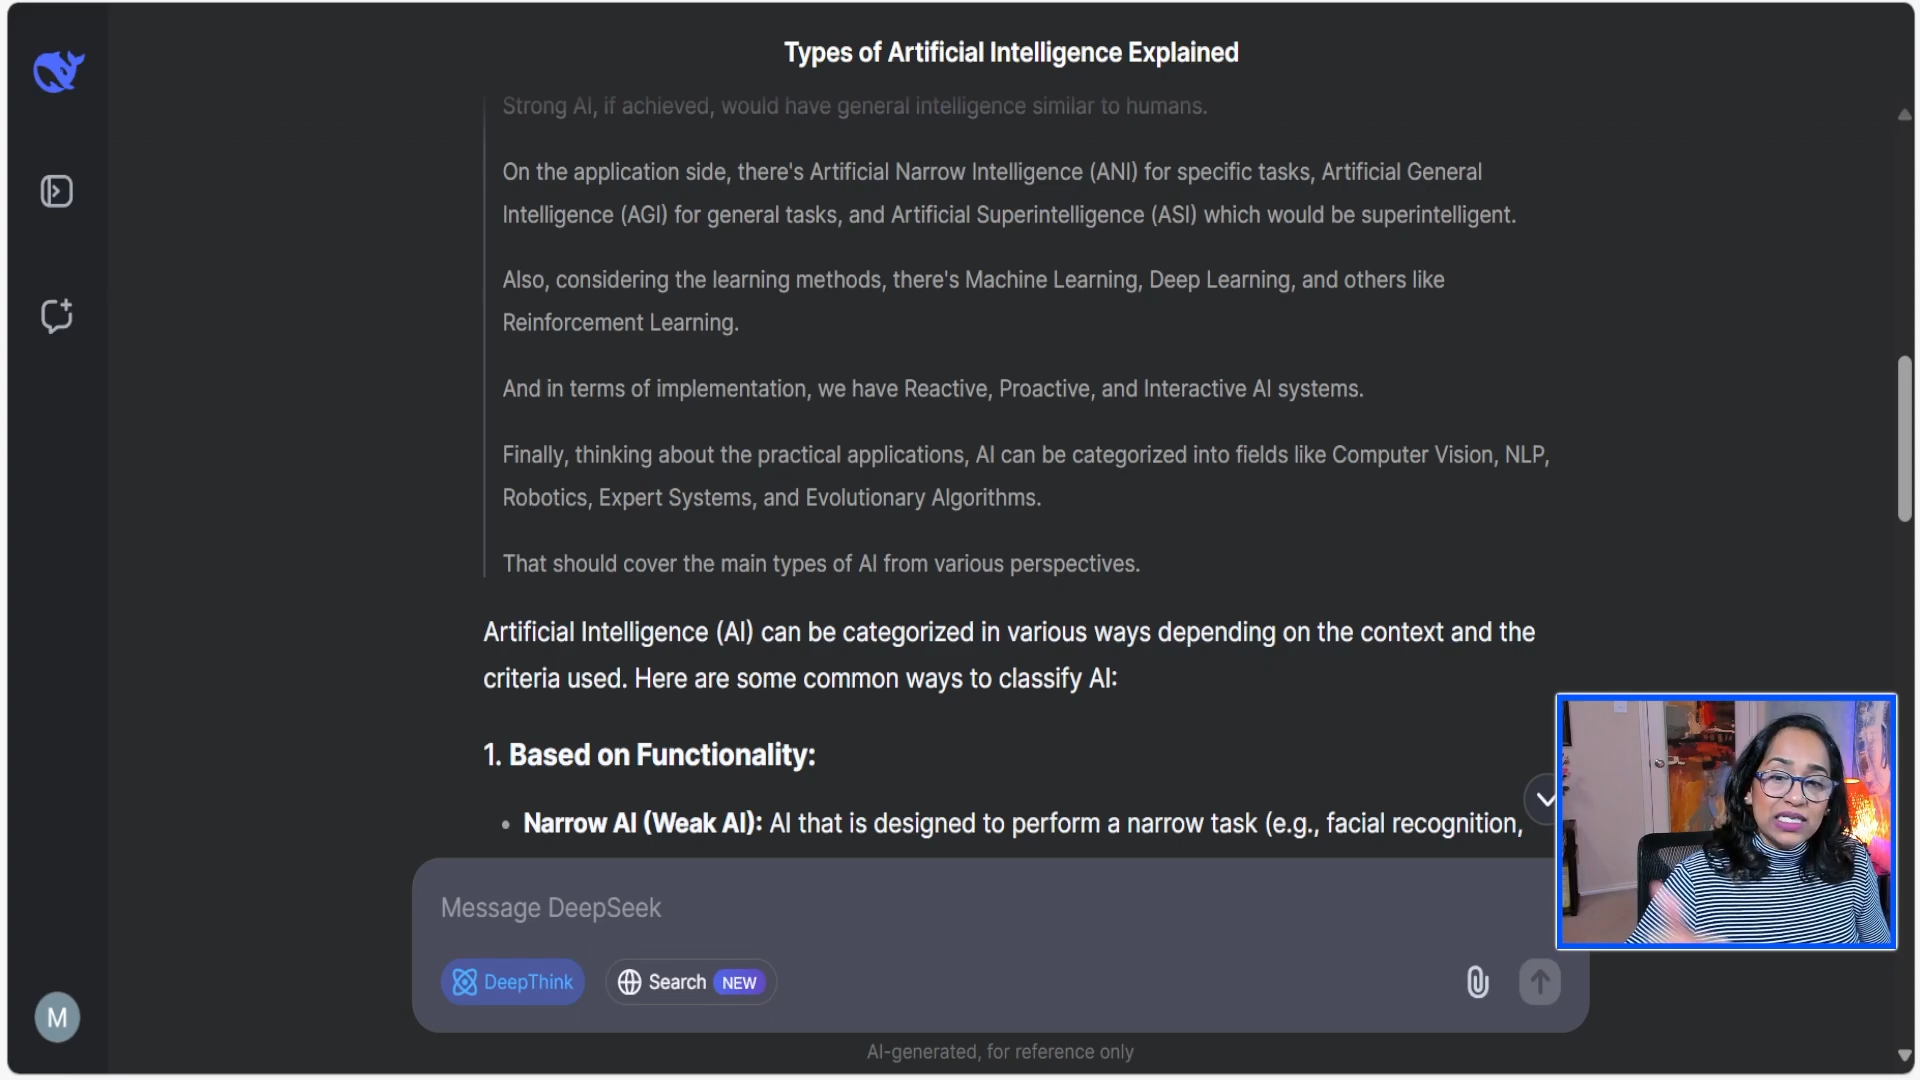 Types of Artificial Intelligence Explained
Strong AI, if achieved, would have general intelligence similar to humans.
On the application side, there's Artificial Narrow Intelligence (ANI) for specific tasks, Artificial General
Intelligence (AGI) for general tasks, and Artificial Superintelligence (ASI) which would be superintelligent.
Also, considering the learning methods, there's Machine Learning, Deep Learning, and others like
Reinforcement Learning.
And in terms of implementation, we have Reactive, Proactive, and Interactive AI systems.
Finally, thinking about the practical applications, AI can be categorized into fields like Computer Vision, NLP,
Robotics, Expert Systems, and Evolutionary Algorithms.
That should cover the main types of AI from various perspectives.
Artificial Intelligence (AI) can be categorized in various ways depending on the context and the
criteria used. Here are some common ways to classify AI:
1. Based on Functionality:
• Narrow AI (Weak AI): AI that is designed to perform a narrow task (e.g., facial recognition,
Message DeepSeek
DeepThink
Search NEW
M
AI-generated, for reference only